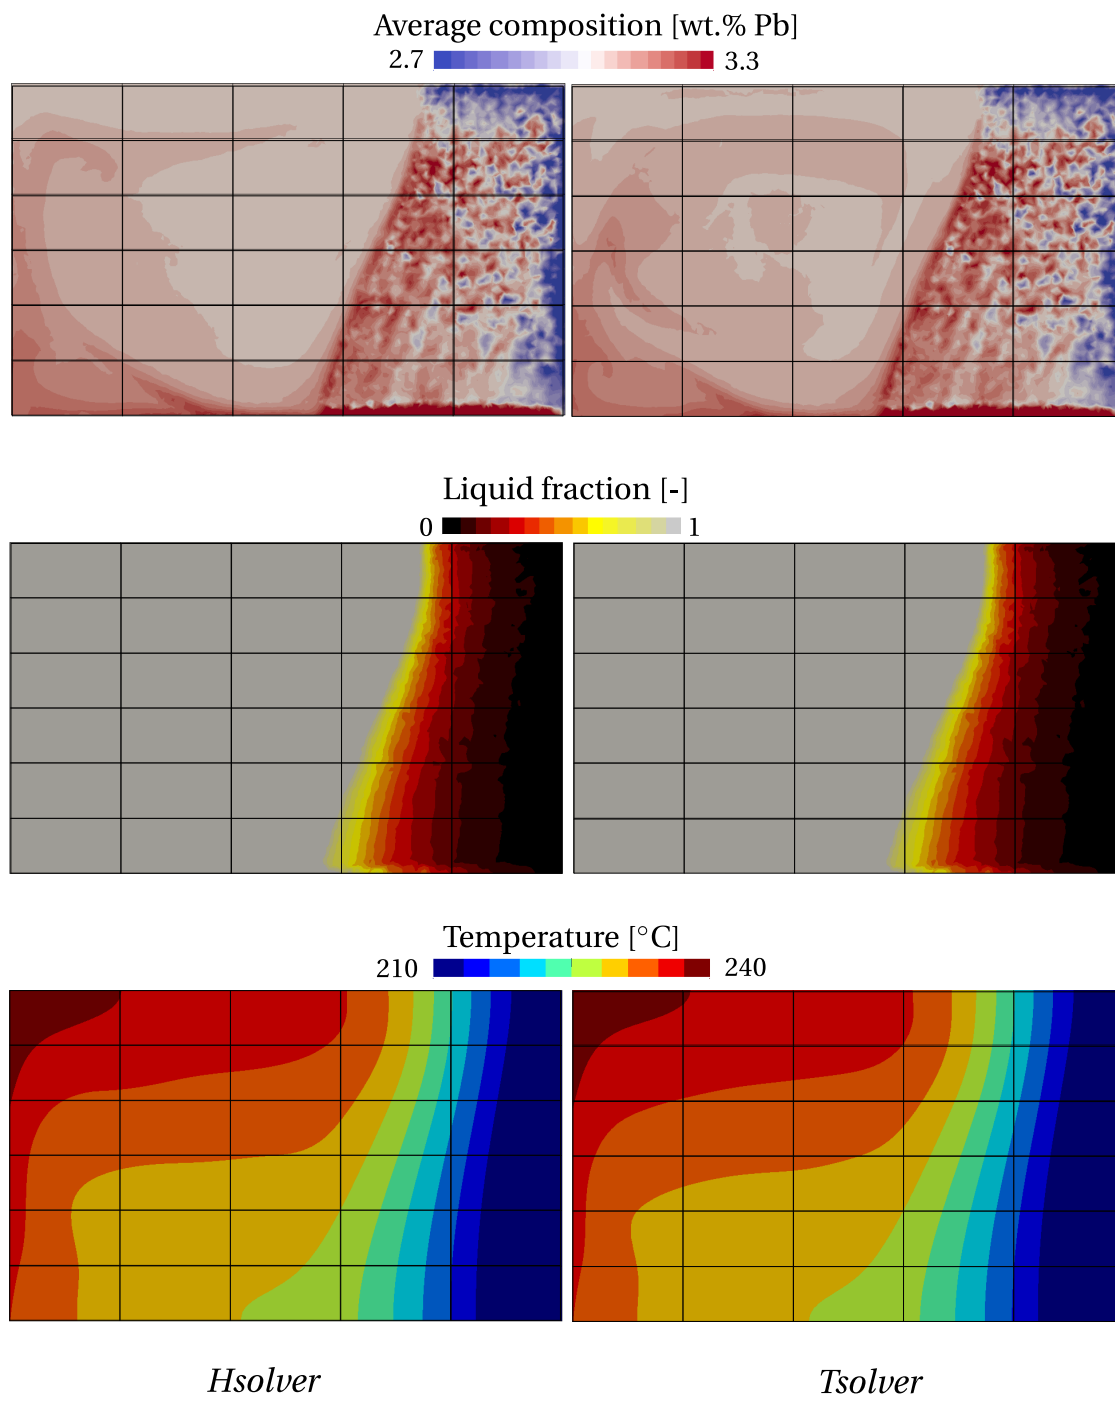 Average composition [wt.% Pb]
2.7 3.3
Liquid fraction [-]
0 1
Temperature [°C]
210 240
Hsolver Tsolver